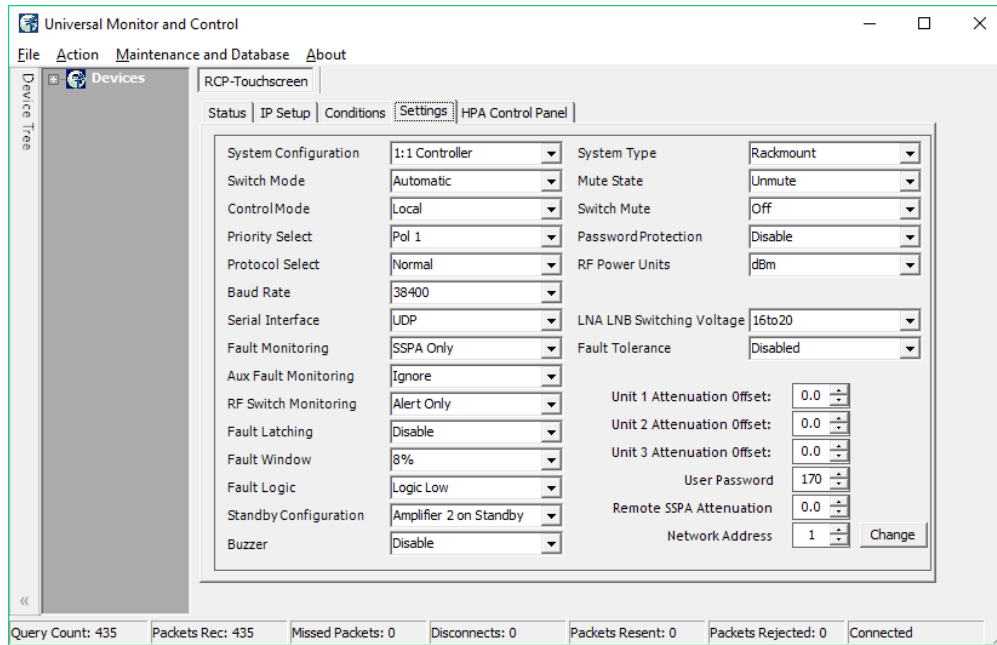 Universal Monitor and Control
File Action Maintenance and Database About
Device Tree
Devices
RCP-Touchscreen
Status IP Setup Conditions Settings HPA Control Panel
System Configuration 1:1 Controller System Type Rackmount
Switch Mode Automatic Mute State Unmute
Control Mode Local Switch Mute Off
Priority Select Pol 1 Password Protection Disable
Protocol Select Normal RF Power Units dBm
Baud Rate 38400
Serial Interface UDP LNA LNB Switching Voltage 16to20
Fault Monitoring SSPA Only Fault Tolerance Disabled
Aux Fault Monitoring Ignore
Unit 1 Attenuation Offset: 0.0
RF Switch Monitoring Alert Only
Unit 2 Attenuation Offset: 0.0
Fault Latching Disable
Unit 3 Attenuation Offset: 0.0
Fault Window 8%
User Password 170
Fault Logic Logic Low
Remote SSPA Attenuation 0.0
Standby Configuration Amplifier 2 on Standby
Network Address 1 Change
Buzzer Disable
Query Count: 435 Packets Rec: 435 Missed Packets: 0 Disconnects: 0 Packets Resent: 0 Packets Rejected: 0 Connected